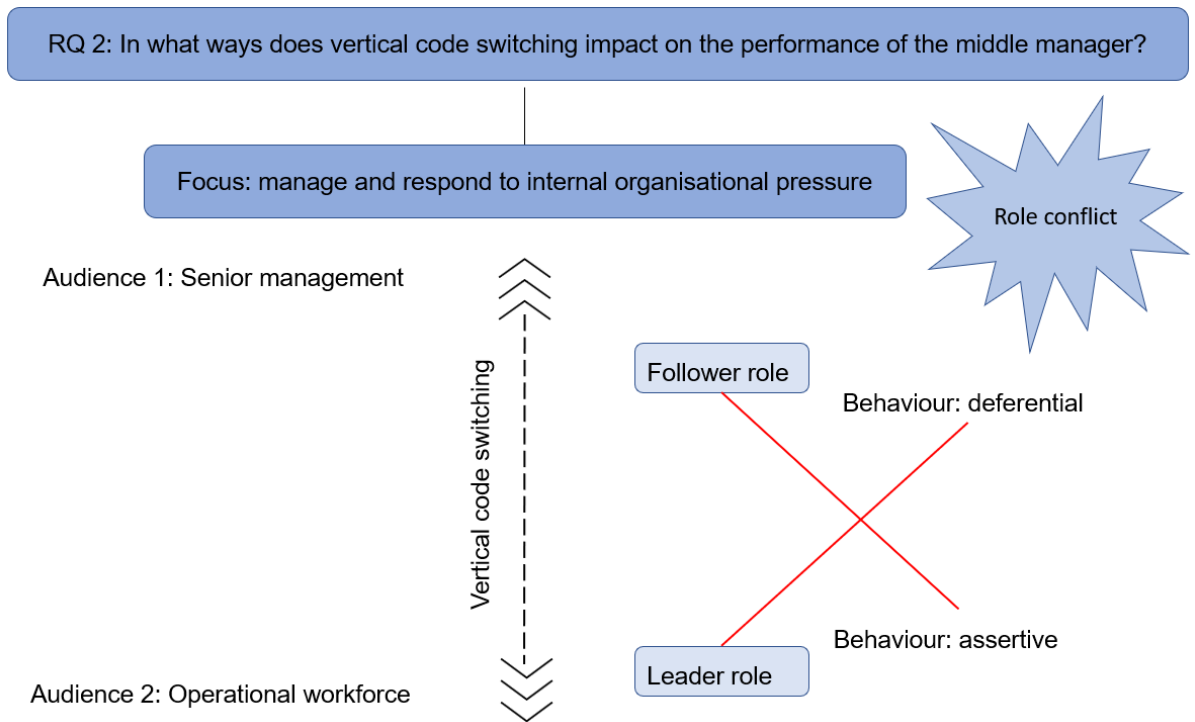 RQ 2: In what ways does vertical code switching impact on the performance of the middle manager?
Focus: manage and respond to internal organisational pressure
Role conflict
Audience 1: Senior management
Vertical code switching
Follower role
Behaviour: deferential
Behaviour: assertive
Leader role
Audience 2: Operational workforce